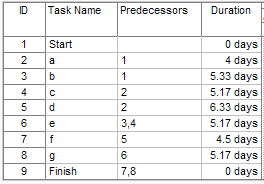 ID Task Name Predecessors Duration
1 Start 0 days
2 a 1 4 days
3 b 1 5.33 days
4 c 2 5.17 days
5 d 2 6.33 days
6 e 3,4 5.17 days
7 f 5 4.5 days
8 g 6 5.17 days
9 Finish 7,8 0 days